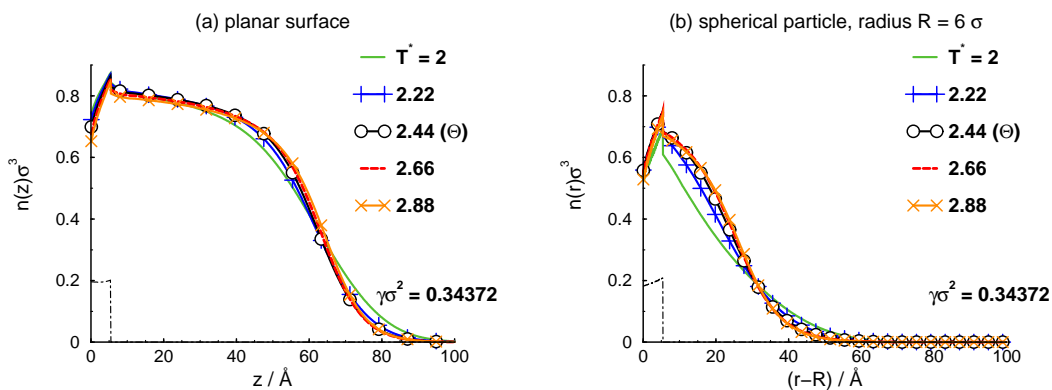 (a) planar surface
n(z)σ³
0.8
0.6
0.4
0.2
0
T* = 2
2.22
2.44 (Θ)
2.66
2.88
γσ² = 0.34372
0 20 40 60 80 100
z / Å
(b) spherical particle, radius R = 6 σ
n(r)σ³
0.8
0.6
0.4
0.2
0
T* = 2
2.22
2.44 (Θ)
2.66
2.88
γσ² = 0.34372
0 20 40 60 80 100
(r−R) / Å